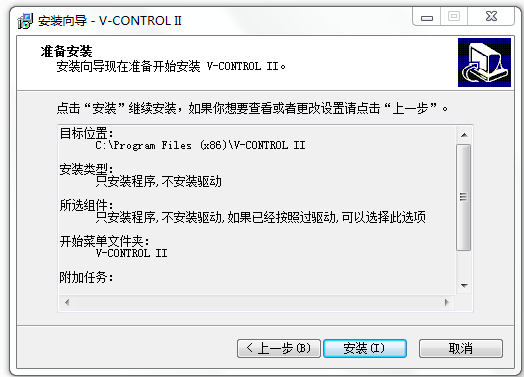 安装向导 - V-CONTROL II
准备安装
安装向导现在准备开始安装 V-CONTROL II。
点击“安装”继续安装，如果你想要查看或者更改设置请点击“上一步”。
目标位置：
C:\Program Files (x86)\V-CONTROL II
安装类型：
只安装程序,不安装驱动
所选组件：
只安装程序,不安装驱动,如果已经按照过驱动,可以选择此选项
开始菜单文件夹：
V-CONTROL II
附加任务：
< 上一步(B) 安装(I) 取消